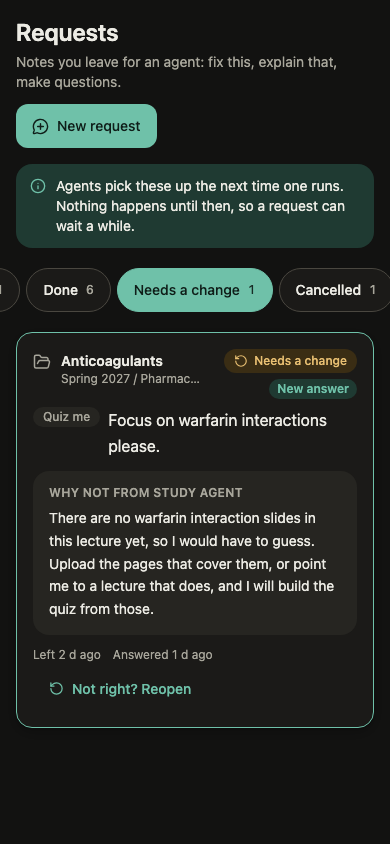 Requests
Notes you leave for an agent: fix this, explain that,
make questions.
New request
Agents pick these up the next time one runs.
Nothing happens until then, so a request can
wait a while.
Done 6
Needs a change 1
Cancelled 1
Anticoagulants
Needs a change
Spring 2027 / Pharmac...
New answer
Quiz me
Focus on warfarin interactions
please.
WHY NOT FROM STUDY AGENT
There are no warfarin interaction slides in
this lecture yet, so I would have to guess.
Upload the pages that cover them, or point
me to a lecture that does, and I will build the
quiz from those.
Left 2 d ago Answered 1 d ago
Not right? Reopen